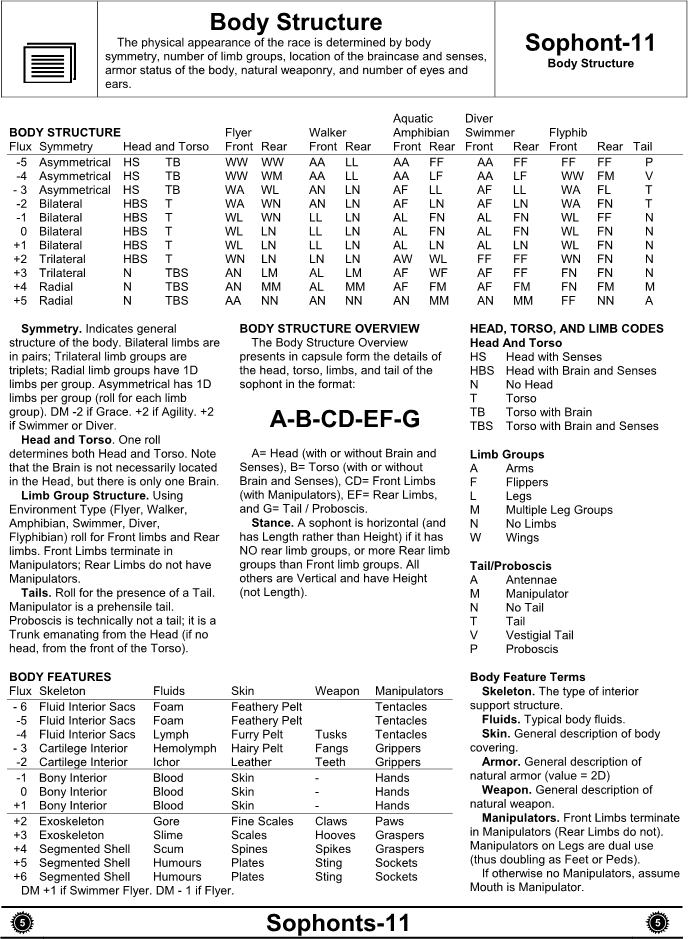 Body Structure
The physical appearance of the race is determined by body
symmetry, number of limb groups, location of the braincase and senses,
armor status of the body, natural weaponry, and number of eyes and
ears.
Sophont-11
Body Structure
Aquatic Diver
BODY STRUCTURE Flyer Walker Amphibian Swimmer Flyphib
Flux Symmetry Head and Torso Front Rear Front Rear Front Rear Front Rear Front Rear Tail
-5 Asymmetrical HS TB WW WW AA LL AA FF AA FF FF FF P
-4 Asymmetrical HS TB WW WM AA LL AA LF AA LF WW FM V
- 3 Asymmetrical HS TB WA WL AN LN AF LL AF LL WA FL T
-2 Bilateral HBS T WA WN AN LN AF LN AF LN WA FN T
-1 Bilateral HBS T WL WN LL LN AL FN AL FN WL FF N
0 Bilateral HBS T WL LN LL LN AL LN AL LN WL FN N
+1 Bilateral HBS T WL LN LL LN AL FN AL LN WL FN N
+2 Trilateral HBS T WN LN LN LN AW WL FF FF WN FN N
+3 Trilateral N TBS AN LM AL LM AF WF AF FF FN FN N
+4 Radial N TBS AN MM AL MM AF FM AF FM FN FM M
+5 Radial N TBS AA NN AN NN AN MM AN MM FF NN A
Symmetry. Indicates general
structure of the body. Bilateral limbs are
in pairs; Trilateral limb groups are
triplets; Radial limb groups have 1D
limbs per group. Asymmetrical has 1D
limbs per group (roll for each limb
group). DM -2 if Grace. +2 if Agility. +2
if Swimmer or Diver.
Head and Torso. One roll
determines both Head and Torso. Note
that the Brain is not necessarily located
in the Head, but there is only one Brain.
Limb Group Structure. Using
Environment Type (Flyer, Walker,
Amphibian, Swimmer, Diver,
Flyphibian) roll for Front limbs and Rear
limbs. Front Limbs terminate in
Manipulators; Rear Limbs do not have
Manipulators.
Tails. Roll for the presence of a Tail.
Manipulator is a prehensile tail.
Proboscis is technically not a tail; it is a
Trunk emanating from the Head (if no
head, from the front of the Torso).
BODY STRUCTURE OVERVIEW
The Body Structure Overview
presents in capsule form the details of
the head, torso, limbs, and tail of the
sophont in the format:
A-B-CD-EF-G
A= Head (with or without Brain and
Senses), B= Torso (with or without
Brain and Senses), CD= Front Limbs
(with Manipulators), EF= Rear Limbs,
and G= Tail / Proboscis.
Stance. A sophont is horizontal (and
has Length rather than Height) if it has
NO rear limb groups, or more Rear limb
groups than Front limb groups. All
others are Vertical and have Height
(not Length).
HEAD, TORSO, AND LIMB CODES
Head And Torso
HS Head with Senses
HBS Head with Brain and Senses
N No Head
T Torso
TB Torso with Brain
TBS Torso with Brain and Senses
Limb Groups
A Arms
F Flippers
L Legs
M Multiple Leg Groups
N No Limbs
W Wings
Tail/Proboscis
A Antennae
M Manipulator
N No Tail
T Tail
V Vestigial Tail
P Proboscis
BODY FEATURES
Flux Skeleton Fluids Skin Weapon Manipulators
- 6 Fluid Interior Sacs Foam Feathery Pelt Tentacles
-5 Fluid Interior Sacs Foam Feathery Pelt Tentacles
-4 Fluid Interior Sacs Lymph Furry Pelt Tusks Tentacles
- 3 Cartilege Interior Hemolymph Hairy Pelt Fangs Grippers
-2 Cartilege Interior Ichor Leather Teeth Grippers
-1 Bony Interior Blood Skin - Hands
0 Bony Interior Blood Skin - Hands
+1 Bony Interior Blood Skin - Hands
+2 Exoskeleton Gore Fine Scales Claws Paws
+3 Exoskeleton Slime Scales Hooves Graspers
+4 Segmented Shell Scum Spines Spikes Graspers
+5 Segmented Shell Humours Plates Sting Sockets
+6 Segmented Shell Humours Plates Sting Sockets
DM +1 if Swimmer Flyer. DM - 1 if Flyer.
Body Feature Terms
Skeleton. The type of interior
support structure.
Fluids. Typical body fluids.
Skin. General description of body
covering.
Armor. General description of
natural armor (value = 2D)
Weapon. General description of
natural weapon.
Manipulators. Front Limbs terminate
in Manipulators (Rear Limbs do not).
Manipulators on Legs are dual use
(thus doubling as Feet or Peds).
If otherwise no Manipulators, assume
Mouth is Manipulator.
5 Sophonts-11 5